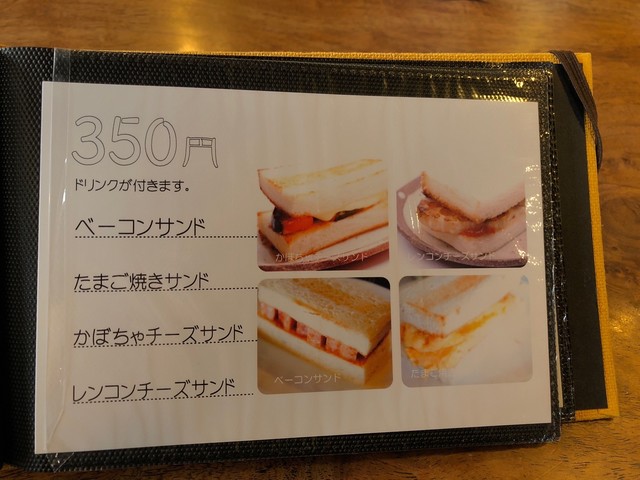 350円
ドリンクが付きます。
ベーコンサンド
たまご焼きサンド
かぼちゃチーズサンド
レンコンチーズサンド
ベーコンサンド